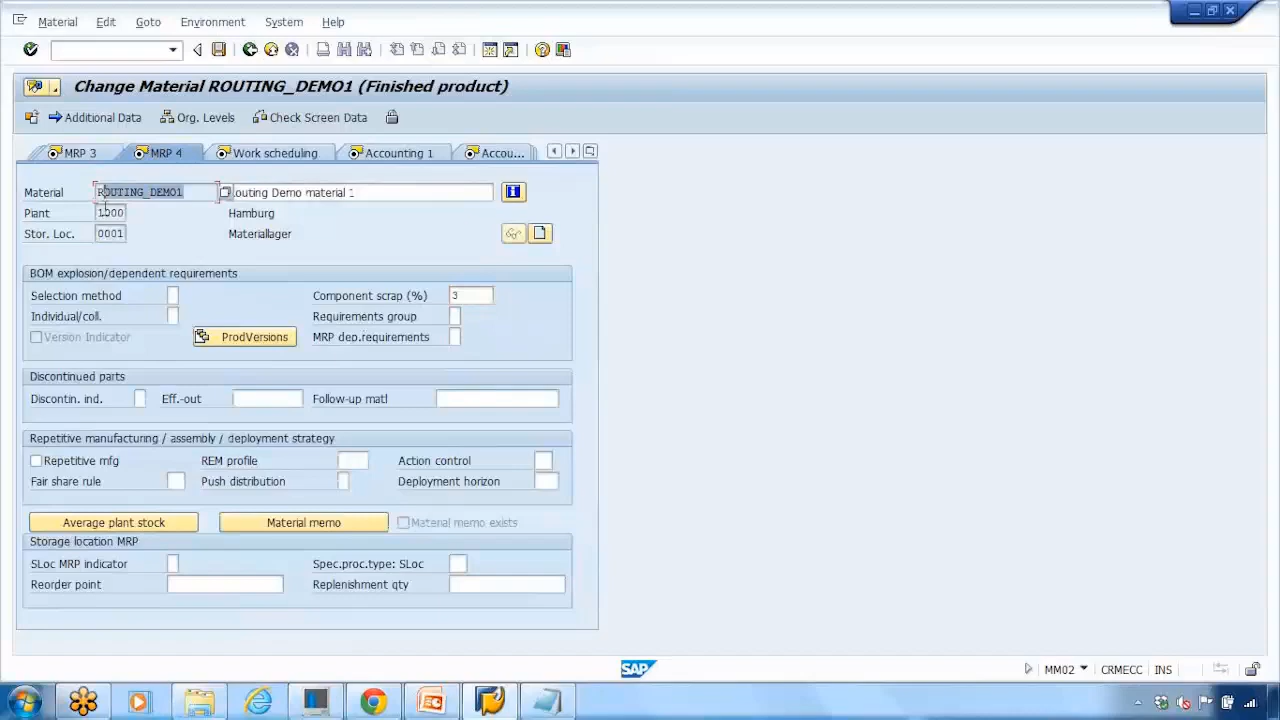 Material Edit Goto Environment System Help
Change Material ROUTING_DEMO1 (Finished product)
Additional Data Org. Levels Check Screen Data
MRP 3 MRP 4 Work scheduling Accounting 1 Accou...
Material ROUTING_DEMO1 outing Demo material 1
Plant 1000 Hamburg
Stor. Loc. 0001 Materiallager
BOM explosion/dependent requirements
Selection method Component scrap (%) 3
Individual/coll. Requirements group
Version Indicator ProdVersions MRP dep.requirements
Discontinued parts
Discontin. ind. Eff.-out Follow-up matl
Repetitive manufacturing / assembly / deployment strategy
Repetitive mfg REM profile Action control
Fair share rule Push distribution Deployment horizon
Average plant stock Material memo Material memo exists
Storage location MRP
SLoc MRP indicator Spec.proc.type: SLoc
Reorder point Replenishment qty
SAP MM02 CRMECC INS